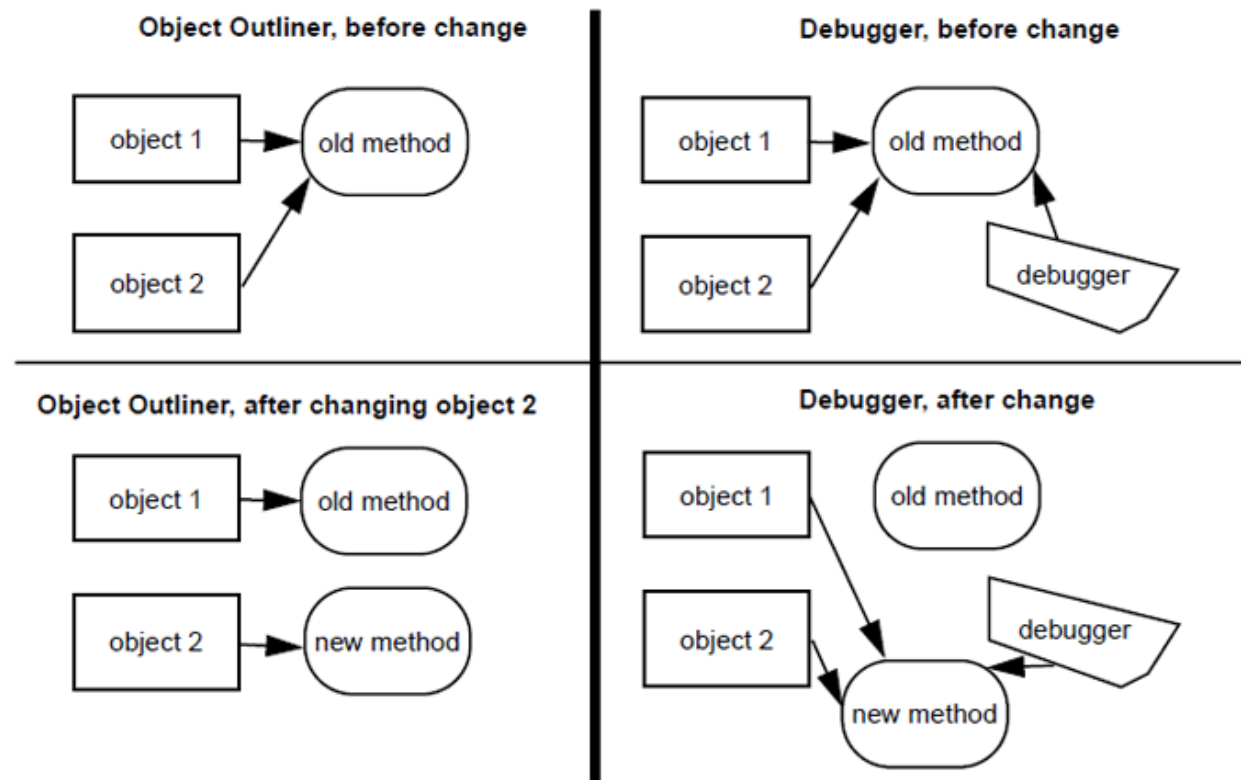 Object Outliner, before change
object 1
old method
object 2
Debugger, before change
object 1
old method
object 2
debugger
Object Outliner, after changing object 2
object 1
old method
object 2
new method
Debugger, after change
object 1
old method
object 2
debugger
new method